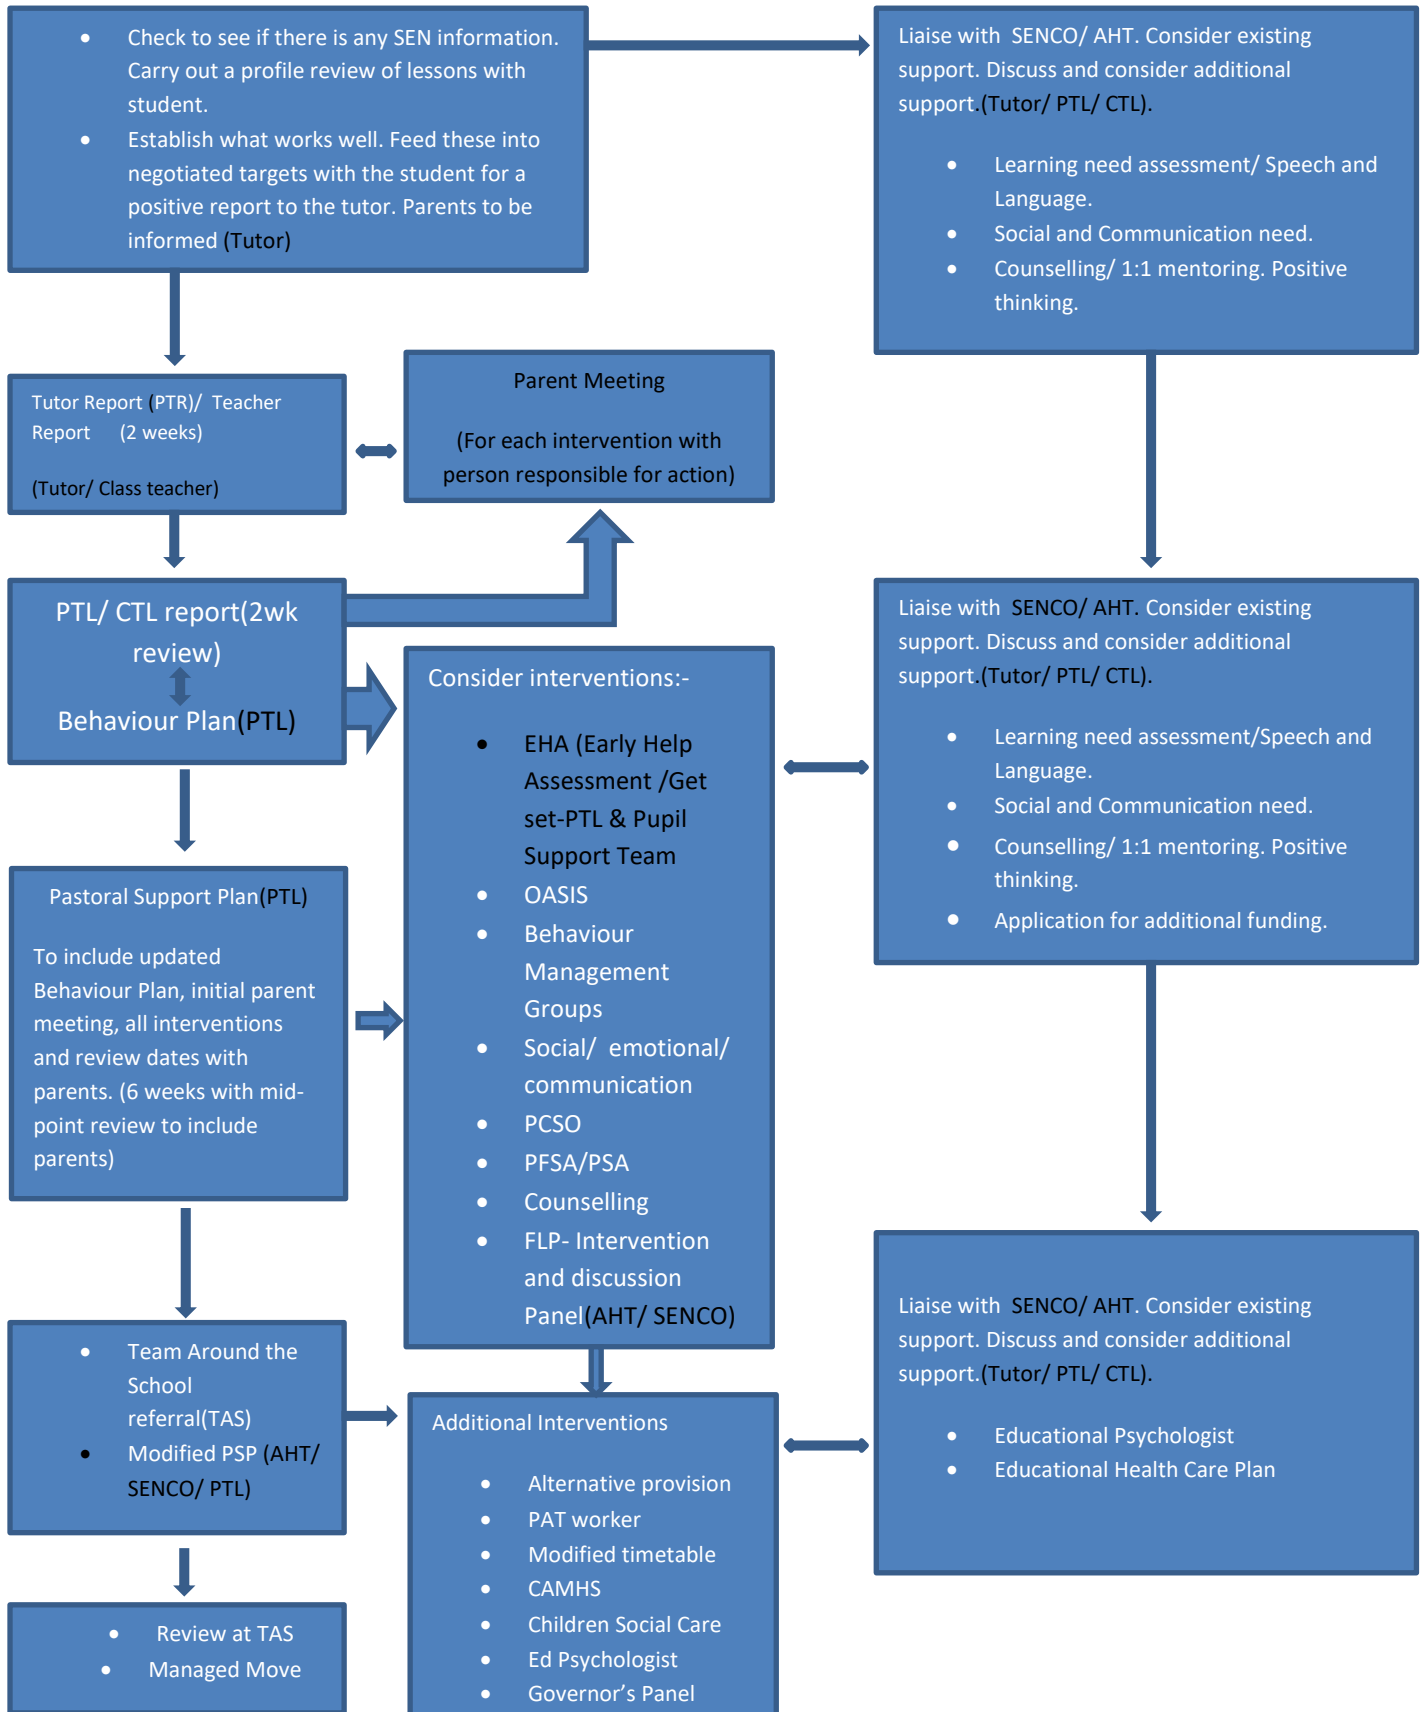 • Check to see if there is any SEN information.
Carry out a profile review of lessons with
student.
• Establish what works well. Feed these into
negotiated targets with the student for a
positive report to the tutor. Parents to be
informed (Tutor)
Liaise with  SENCO/ AHT. Consider existing
support. Discuss and consider additional
support.(Tutor/ PTL/ CTL).
• Learning need assessment/ Speech and
Language.
• Social and Communication need.
• Counselling/ 1:1 mentoring. Positive
thinking.
Tutor Report (PTR)/  Teacher
Report     (2 weeks)
(Tutor/ Class teacher)
Parent Meeting
(For each intervention with
person responsible for action)
PTL/ CTL report(2wk
review)
Behaviour Plan(PTL)
Consider interventions:-
• EHA (Early Help
Assessment /Get
set-PTL & Pupil
Support Team
• OASIS
• Behaviour
Management
Groups
• Social/  emotional/
communication
• PCSO
• PFSA/PSA
• Counselling
• FLP- Intervention
and discussion
Panel(AHT/ SENCO)
Liaise with  SENCO/ AHT. Consider existing
support. Discuss and consider additional
support.(Tutor/ PTL/ CTL).
• Learning need assessment/Speech and
Language.
• Social and Communication need.
• Counselling/ 1:1 mentoring. Positive
thinking.
• Application for additional funding.
Pastoral Support Plan(PTL)
To include updated
Behaviour Plan, initial parent
meeting, all interventions
and review dates with
parents. (6 weeks with mid-
point review to include
parents)
• Team Around the
School
referral(TAS)
• Modified PSP (AHT/
SENCO/ PTL)
Additional Interventions
• Alternative provision
• PAT worker
• Modified timetable
• CAMHS
• Children Social Care
• Ed Psychologist
• Governor's Panel
Liaise with  SENCO/ AHT. Consider existing
support. Discuss and consider additional
support.(Tutor/ PTL/ CTL).
• Educational Psychologist
• Educational Health Care Plan
• Review at TAS
• Managed Move